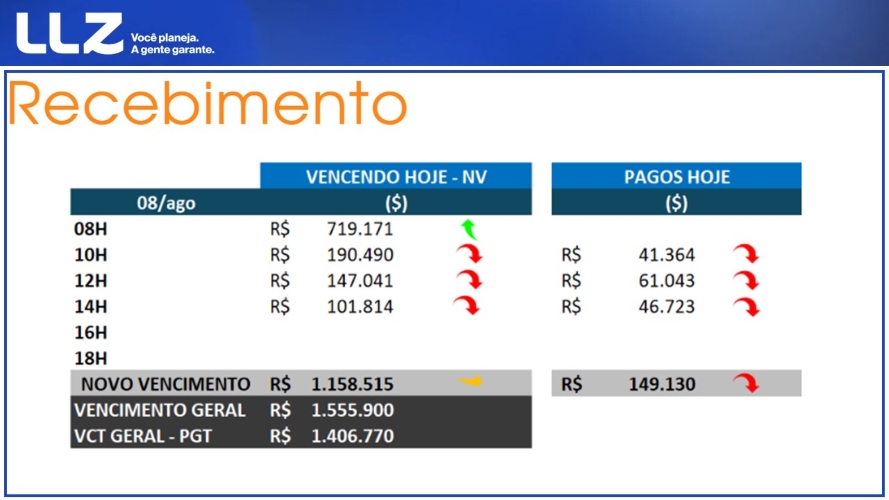 LLZ Você planeja.
A gente garante.
Recebimento
VENCENDO HOJE - NV PAGOS HOJE
08/ago ($) ($)
08H R$ 719.171
10H R$ 190.490 R$ 41.364
12H R$ 147.041 R$ 61.043
14H R$ 101.814 R$ 46.723
16H
18H
NOVO VENCIMENTO R$ 1.158.515 R$ 149.130
VENCIMENTO GERAL R$ 1.555.900
VCT GERAL - PGT R$ 1.406.770